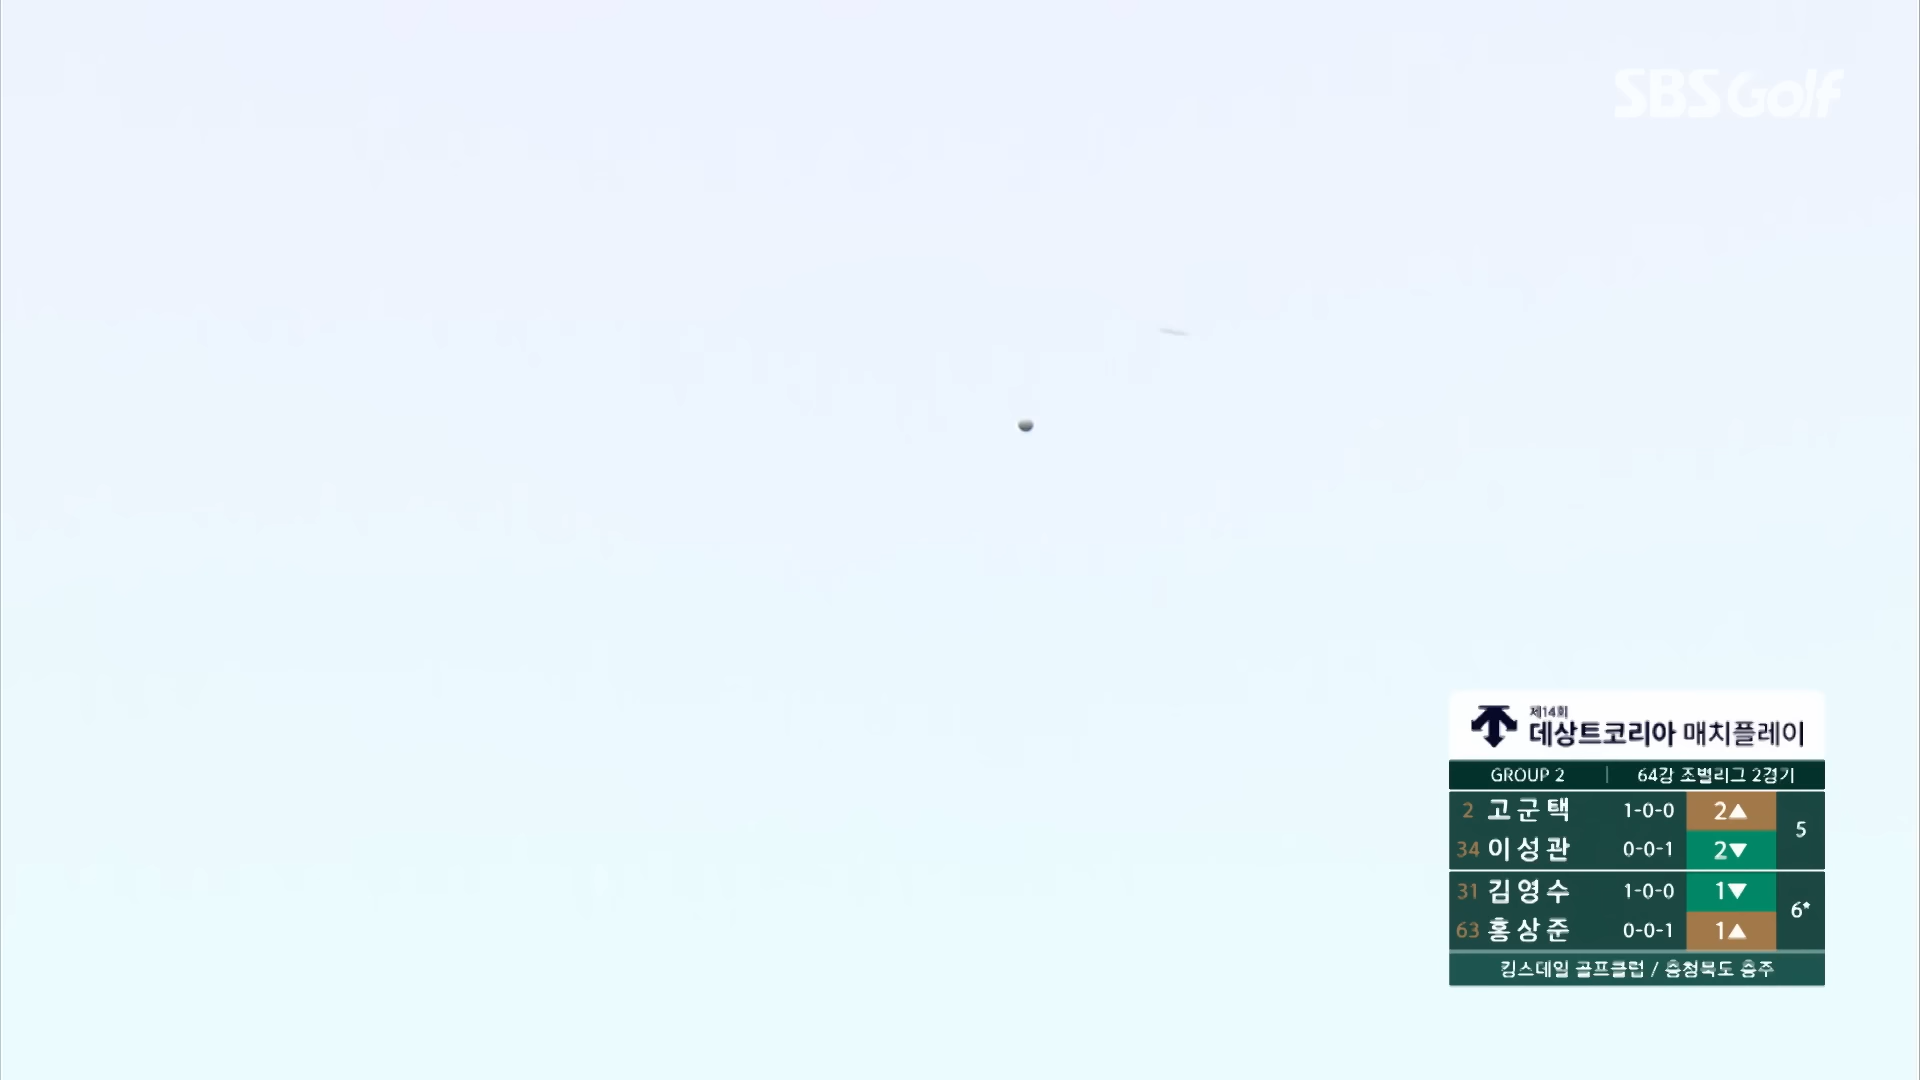 SBS Golf
제14회
데상트코리아 매치플레이
GROUP 2 | 64강 조별리그 2경기
2 고군택 1-0-0 2▲ 5
34 이성관 0-0-1 2▼
31 김영수 1-0-0 1▼ 6*
63 홍상준 0-0-1 1▲
킹스데일 골프클럽 / 충청북도 충주